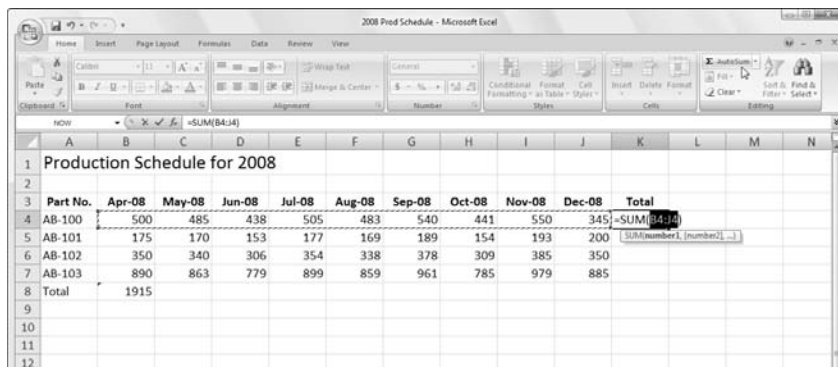 2008 Prod Schedule - Microsoft Excel
Home Insert Page Layout Formulas Data Review View
Calibri 11 A A Wrap Text General Σ AutoSum
Paste B I U A Merge & Center $ % , Conditional Formatting Format as Table Cell Styles Insert Delete Format Fill Sort & Filter Find & Select
Clear
Clipboard Font Alignment Number Styles Cells Editing
NOW fx =SUM(B4:J4)
A B C D E F G H I J K L M N
1 Production Schedule for 2008
2
3 Part No. Apr-08 May-08 Jun-08 Jul-08 Aug-08 Sep-08 Oct-08 Nov-08 Dec-08 Total
4 AB-100 500 485 438 505 483 540 441 550 345 =SUM(B4:J4)
5 AB-101 175 170 153 177 169 189 154 193 200 SUM(number1, [number2], ...)
6 AB-102 350 340 306 354 338 378 309 385 350
7 AB-103 890 863 779 899 859 961 785 979 885
8 Total 1915
9
10
11
12